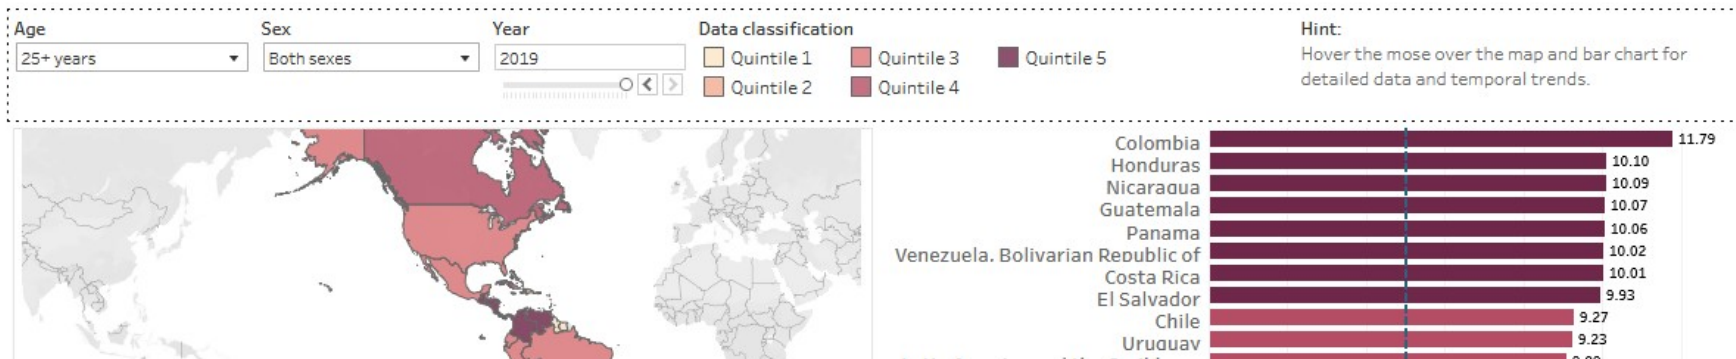 Age
Sex
Year
Data classification
Hint:
25+ years
Both sexes
2019
Quintile 1
Quintile 3
Quintile 5
Quintile 2
Quintile 4
Hover the mose over the map and bar chart for
detailed data and temporal trends.
Colombia 11.79
Honduras 10.10
Nicaragua 10.09
Guatemala 10.07
Panama 10.06
Venezuela, Bolivarian Republic of 10.02
Costa Rica 10.01
El Salvador 9.93
Chile 9.27
Uruguay 9.23